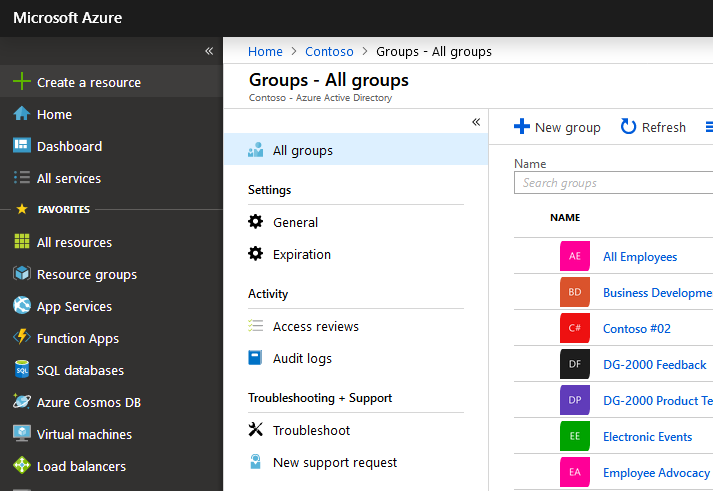 Microsoft Azure
«
Create a resource
Home
Dashboard
All services
FAVORITES
All resources
Resource groups
App Services
Function Apps
SQL databases
Azure Cosmos DB
Virtual machines
Load balancers
Home > Contoso > Groups - All groups
Groups - All groups
Contoso - Azure Active Directory
«
All groups
Settings
General
Expiration
Activity
Access reviews
Audit logs
Troubleshooting + Support
Troubleshoot
New support request
New group Refresh
Name
Search groups
NAME
AE All Employees
BD Business Developme
C# Contoso #02
DF DG-2000 Feedback
DP DG-2000 Product Te
EE Electronic Events
EA Employee Advocacy